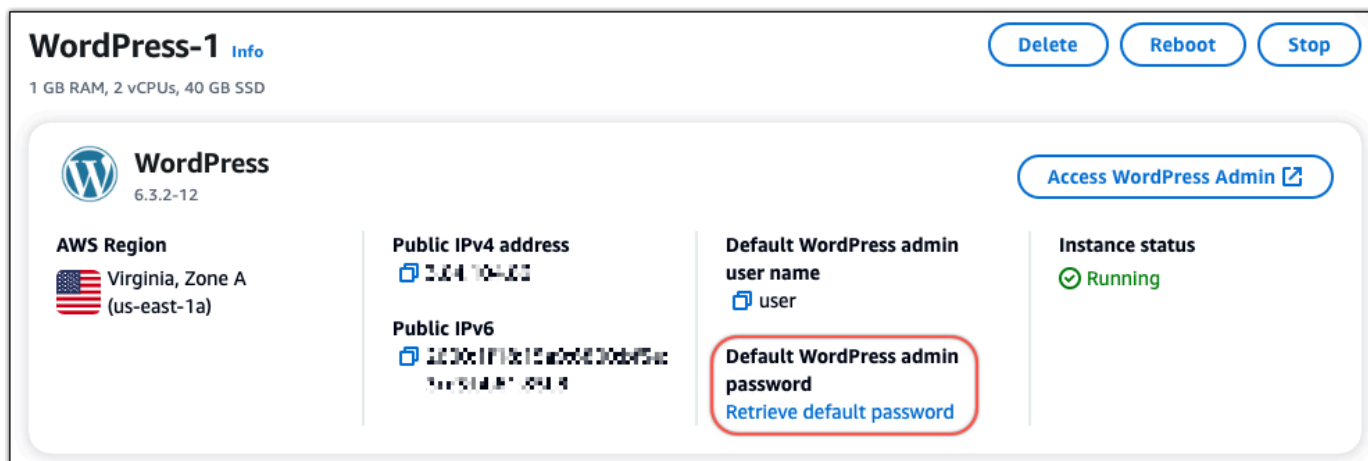 WordPress-1 Info
Delete
Reboot
Stop
1 GB RAM, 2 vCPUs, 40 GB SSD
WordPress
6.3.2-12
Access WordPress Admin
AWS Region
Virginia, Zone A
(us-east-1a)
Public IPv4 address
Public IPv6
Default WordPress admin
user name
user
Default WordPress admin
password
Retrieve default password
Instance status
Running